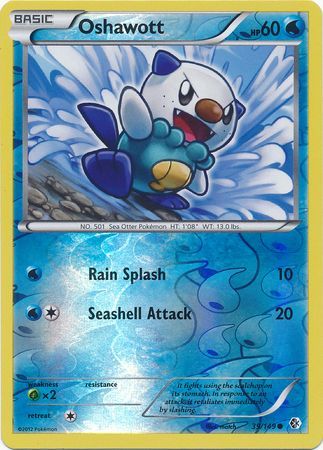 BASIC
Oshawott
HP60
NO. 501 Sea Otter Pokémon HT: 1'08" WT: 13.0 lbs.
Rain Splash 10
Seashell Attack 20
weakness resistance
×2
retreat
It fights using the scalchop on
its stomach. In response to an
attack, it retaliates immediately
by slashing.
Illus. match
©2012 Pokémon
39/149